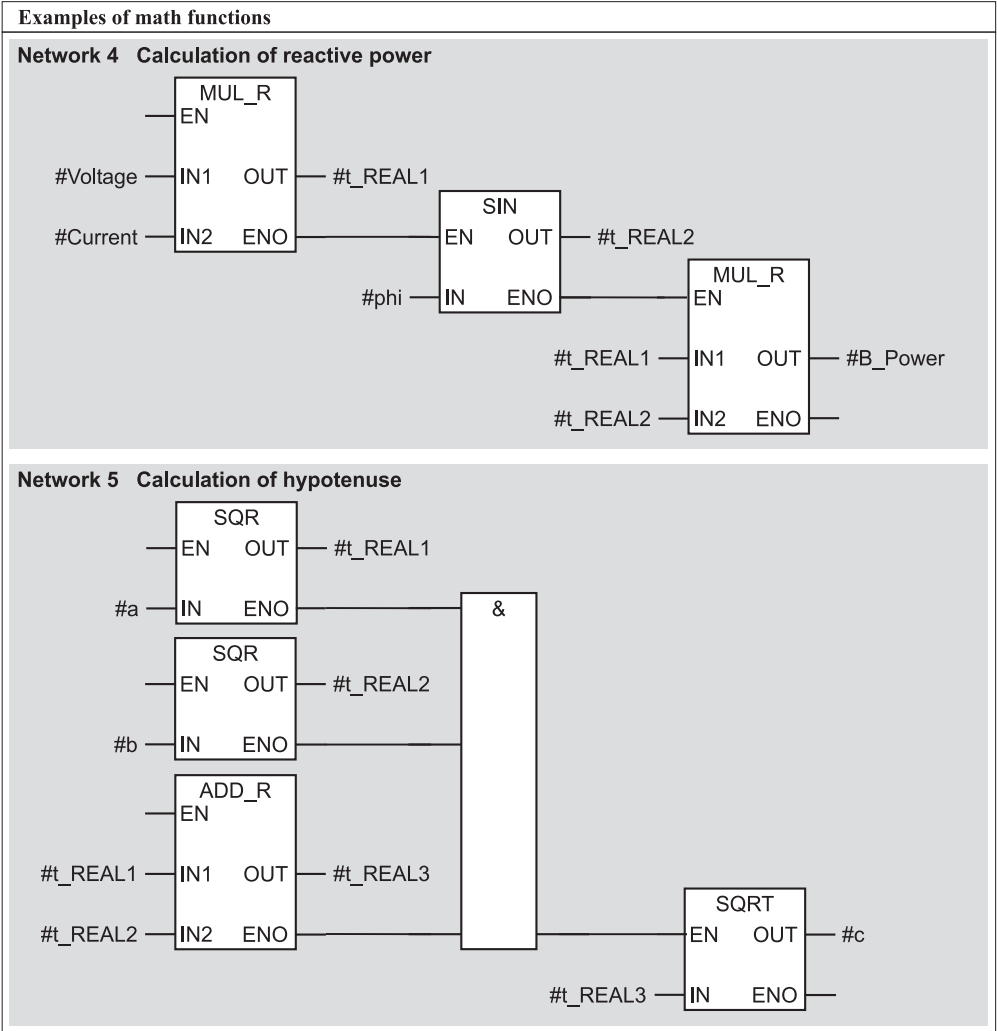 Examples of math functions
Network 4 Calculation of reactive power
MUL_R
EN
#Voltage IN1 OUT #t_REAL1
#Current IN2 ENO
SIN
EN OUT #t_REAL2
#phi IN ENO
MUL_R
EN
#t_REAL1 IN1 OUT #B_Power
#t_REAL2 IN2 ENO
Network 5 Calculation of hypotenuse
SQR
EN OUT #t_REAL1
#a IN ENO
&
SQR
EN OUT #t_REAL2
#b IN ENO
ADD_R
EN
#t_REAL1 IN1 OUT #t_REAL3
#t_REAL2 IN2 ENO
SQRT
EN OUT #c
#t_REAL3 IN ENO